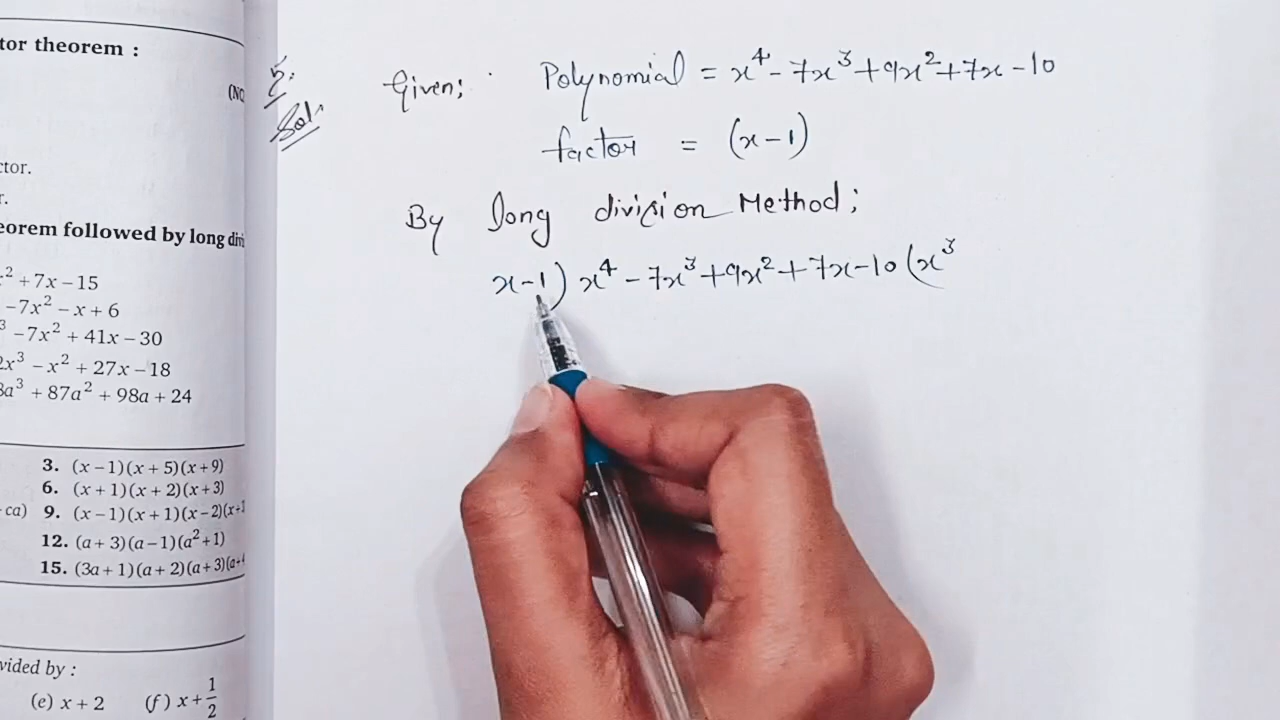 tor theorem :
ctor.
r.
eorem followed by long divi
² + 7x – 15
– 7x² – x + 6
³ – 7x² + 41x – 30
2x³ – x² + 27x – 18
3a³ + 87a² + 98a + 24
3. (x – 1)(x + 5)(x + 9)
6. (x + 1)(x + 2)(x + 3)
ca) 9. (x – 1)(x + 1)(x – 2)(x +
12. (a + 3)(a – 1)(a² + 1)
15. (3a + 1)(a + 2)(a + 3)(a +
vided by :
(e) x + 2 (f) x + 1/2
5.
Sol.
Given; Polynomial = x⁴ - 7x³ + 9x² + 7x - 10
factor = (x - 1)
By long division Method;
x - 1) x⁴ - 7x³ + 9x² + 7x - 10 (x³